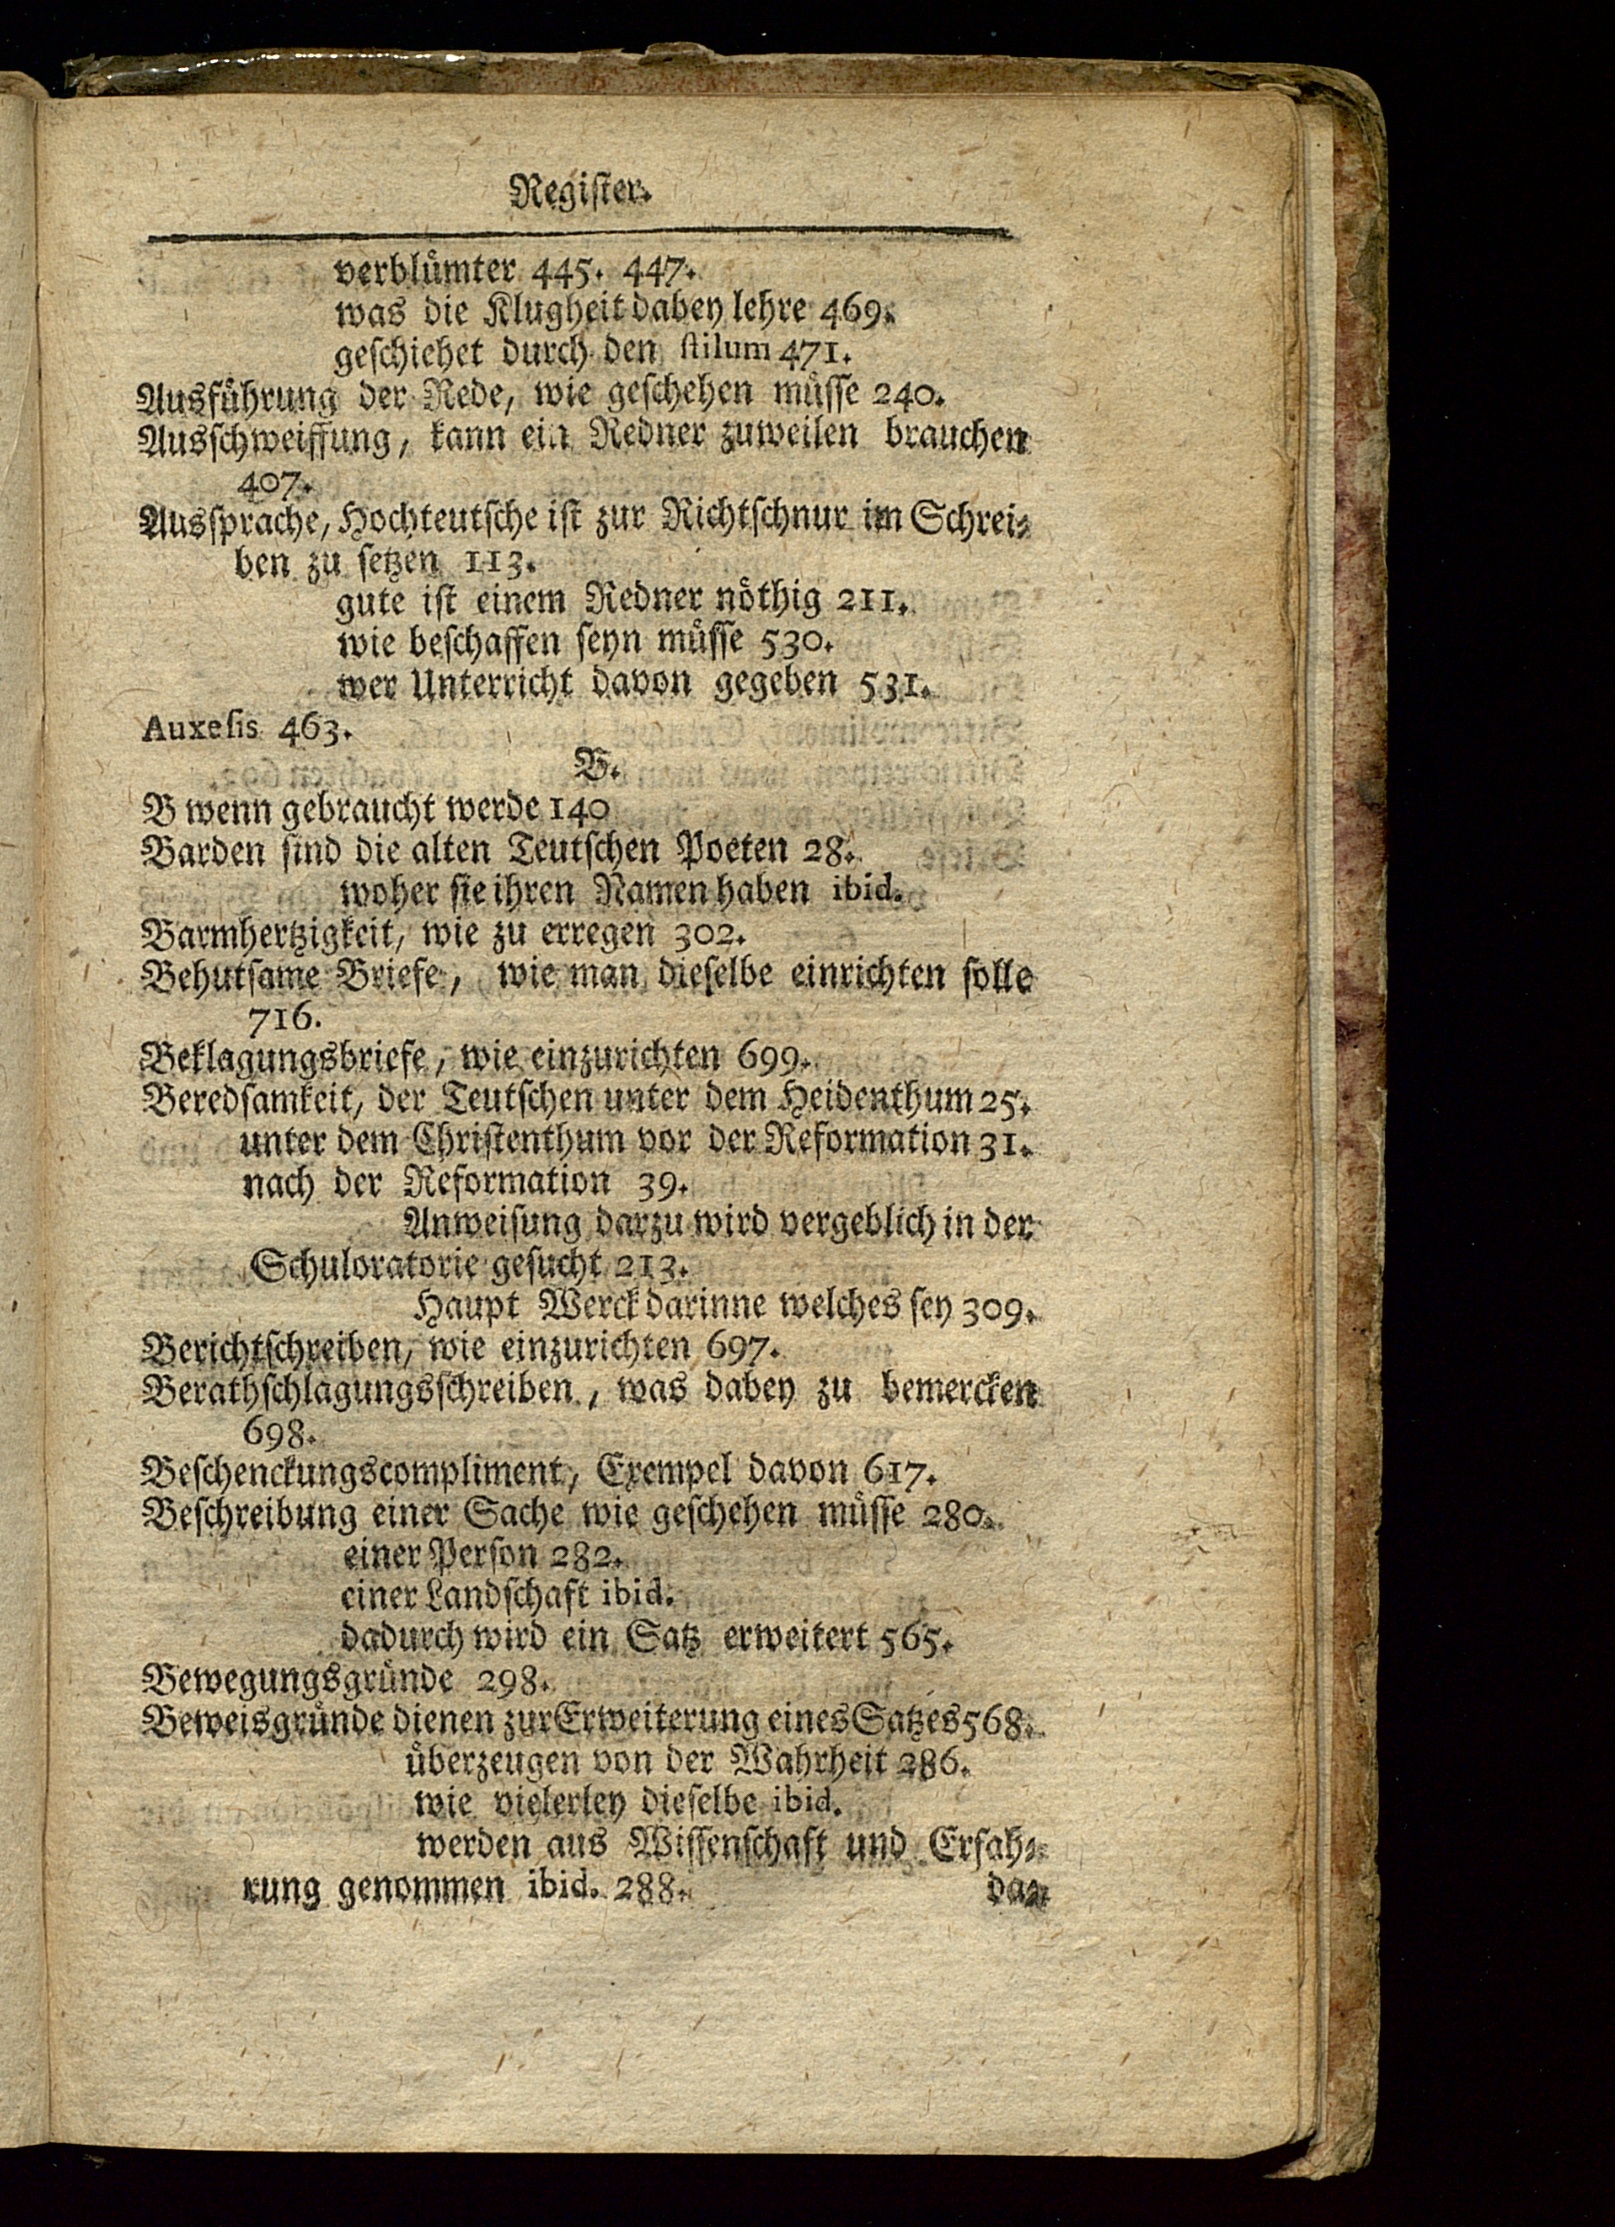 Register.
verblümter 445. 447.
was die Klugheit dabey lehre 469.
geschiehet durch den stilum 471.
Ausführung der Rede, wie geschehen müsse 240.
Ausschweiffung, kann ein Redner zuweilen brauchen
407.
Aussprache, Hochteutsche ist zur Richtschnur im Schrei-
ben zu setzen 113.
gute ist einem Redner nöthig 211.
wie beschaffen seyn müsse 530.
wer Unterricht davon gegeben 531.
Auxesis 463.
B.
B wenn gebraucht werde 140
Barden sind die alten Teutschen Poeten 28.
woher sie ihren Namen haben ibid.
Barmhertzigkeit, wie zu erregen 302.
Behutsame Briefe, wie man dieselbe einrichten solle
716.
Beklagungsbriefe, wie einzurichten 699.
Beredsamkeit, der Teutschen unter dem Heidenthum 25.
unter dem Christenthum vor der Reformation 31.
nach der Reformation 39.
Anweisung darzu wird vergeblich in der
Schuloratorie gesucht 213.
Haupt Werck darinne welches sey 309.
Berichtschreiben, wie einzurichten 697.
Berathschlagungsschreiben, was dabey zu bemercken
698.
Beschenckungscompliment, Exempel davon 617.
Beschreibung einer Sache wie geschehen müsse 280.
einer Person 282.
einer Landschaft ibid.
dadurch wird ein Satz erweitert 565.
Bewegungsgründe 298.
Beweisgründe dienen zur Erweiterung eines Satzes 568.
überzeugen von der Wahrheit 286.
wie vielerley dieselbe ibid.
werden aus Wissenschaft und Erfah-
rung genommen ibid. 288. da-